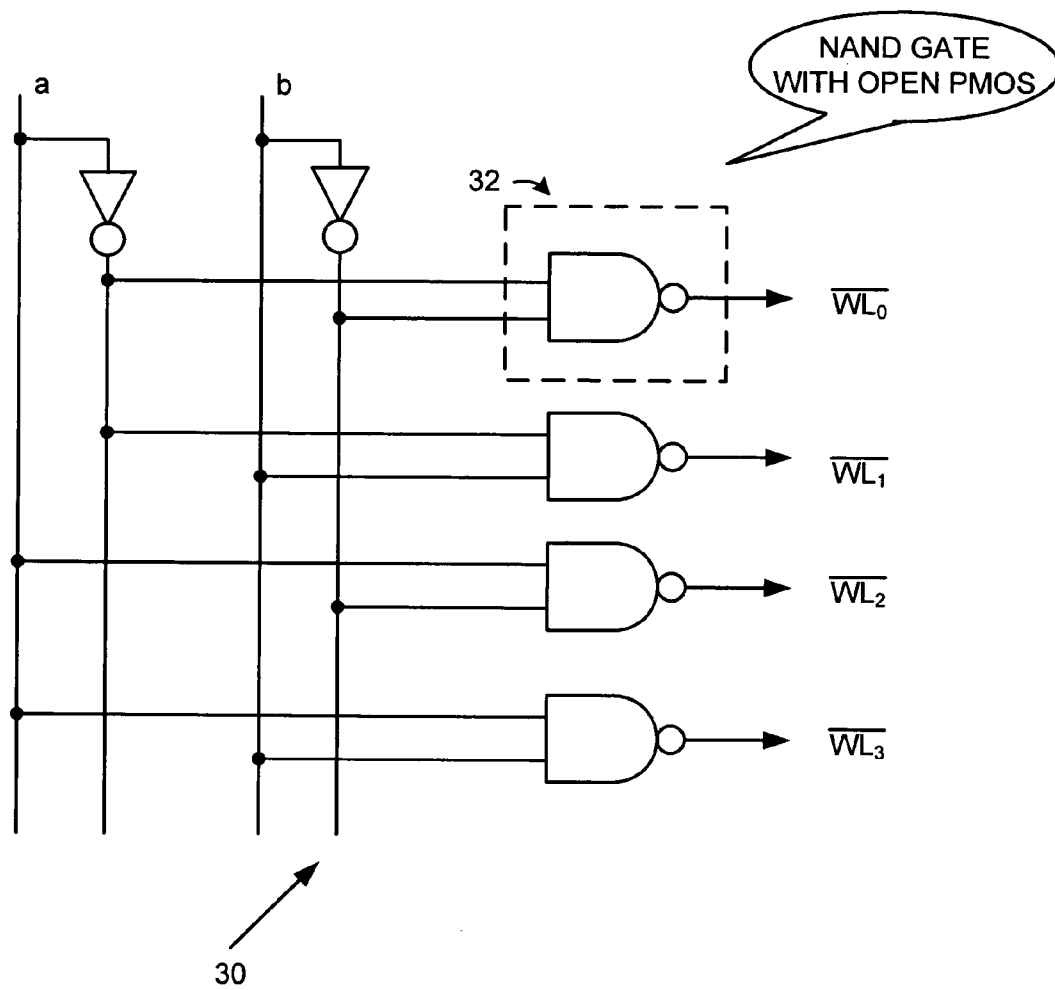 NAND GATE
WITH OPEN PMOS
a
b
32
WL₀
WL₁
WL₂
WL₃
30